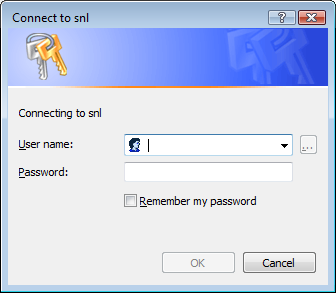 Connect to snl
Connecting to snl
User name:
...
Password:
Remember my password
OK
Cancel